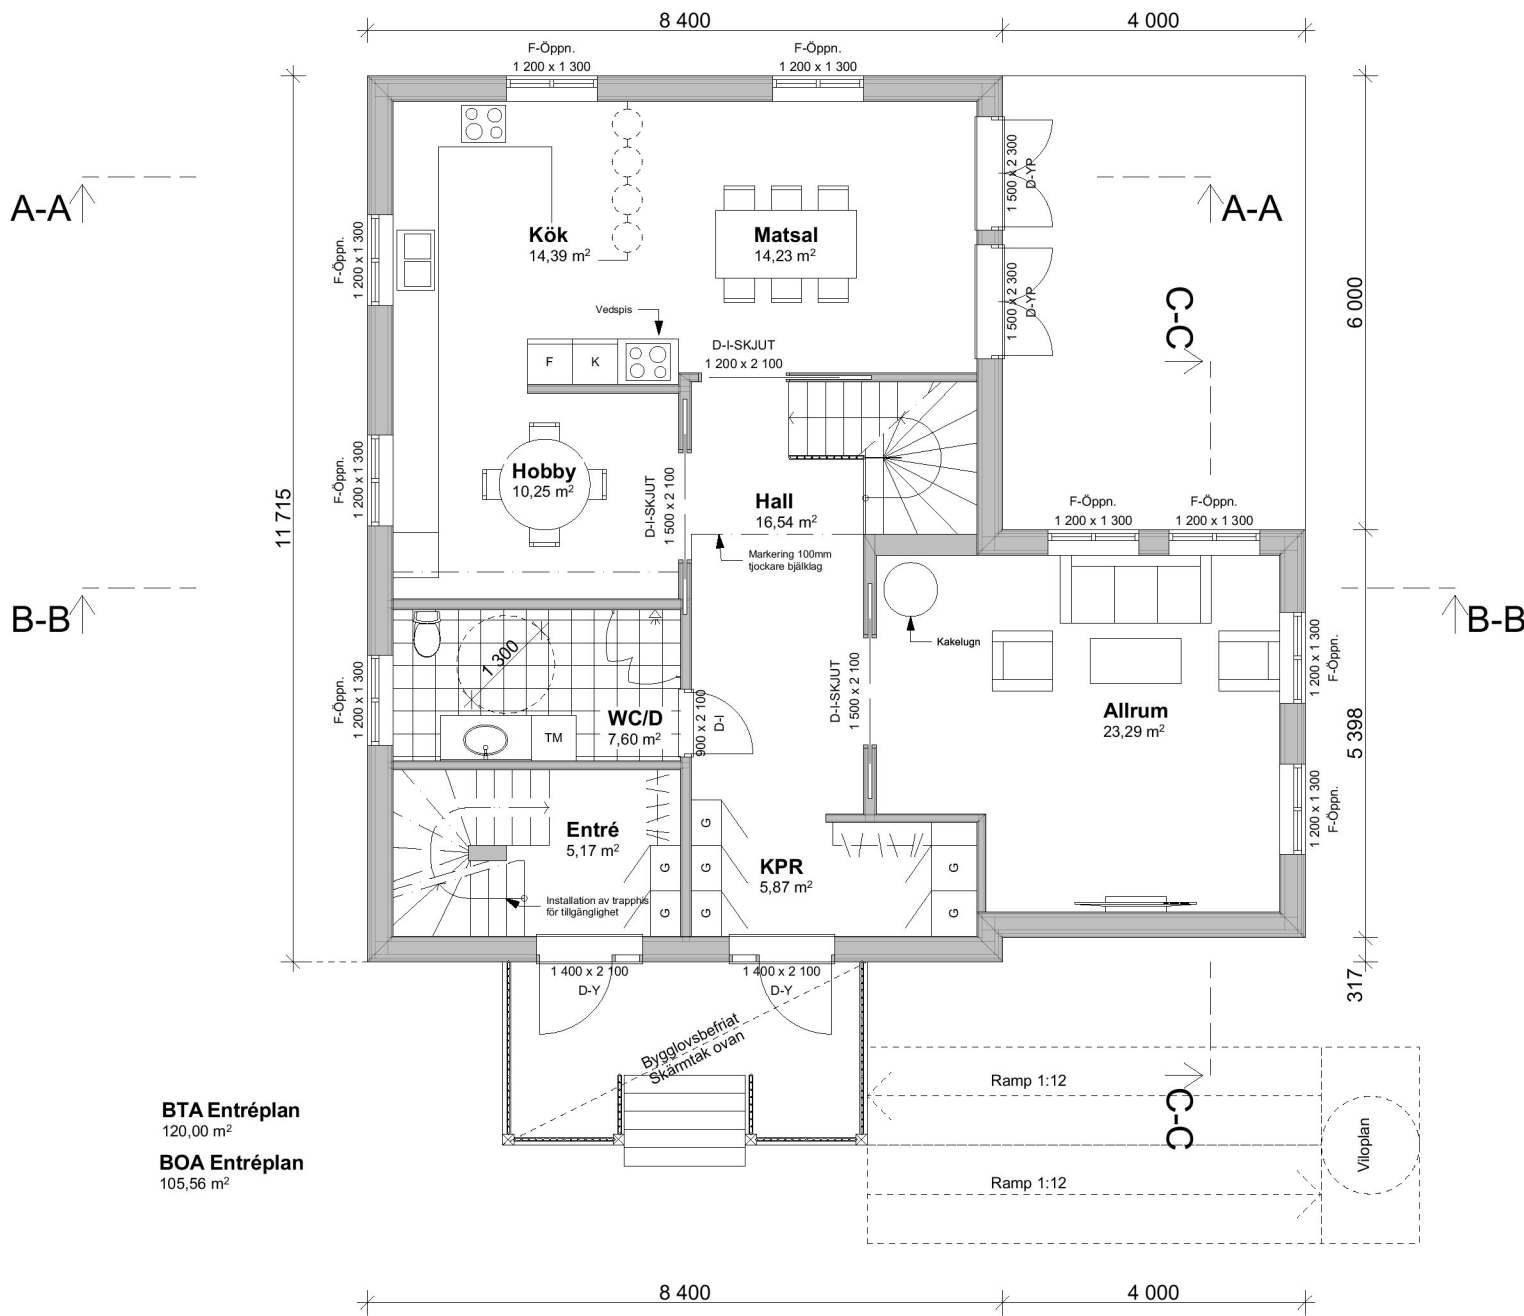 8 400
4 000
F-Öppn.
1 200 x 1 300
F-Öppn.
1 200 x 1 300
A-A
A-A
1 500 x 2 300
D-YP
Kök
14,39 m²
Matsal
14,23 m²
F-Öppn.
1 200 x 1 300
1 500 x 2 300
D-YP
C-C
6 000
Vedspis
F
K
D-I-SKJUT
1 200 x 2 100
F-Öppn.
1 200 x 1 300
Hobby
10,25 m²
D-I-SKJUT
1 500 x 2 100
Hall
16,54 m²
11 715
F-Öppn.
1 200 x 1 300
F-Öppn.
1 200 x 1 300
Markering 100mm
tjockare bjälklag
B-B
B-B
1 300
Kakelugn
F-Öppn.
1 200 x 1 300
WC/D
7,60 m²
TM
900 x 2 100
D-I
D-I-SKJUT
1 500 x 2 100
Allrum
23,29 m²
1 200 x 1 300
F-Öppn.
5 398
1 200 x 1 300
F-Öppn.
Entré
5,17 m²
G
G
G
G
G
KPR
5,87 m²
G
G
Installation av trapphis
för tillgänglighet
1 400 x 2 100
D-Y
1 400 x 2 100
D-Y
317
Bygglovsbefriat
Skärmtak ovan
Ramp 1:12
C-C
Ramp 1:12
Viloplan
BTA Entréplan
120,00 m²
BOA Entréplan
105,56 m²
8 400
4 000